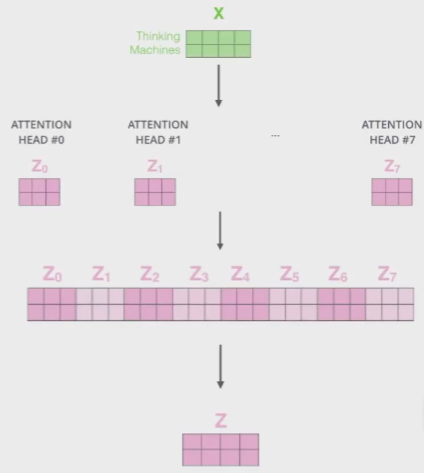 X
Thinking
Machines
ATTENTION ATTENTION ATTENTION
HEAD #0 HEAD #1 ... HEAD #7
Z0 Z1 Z7
Z0 Z1 Z2 Z3 Z4 Z5 Z6 Z7
Z